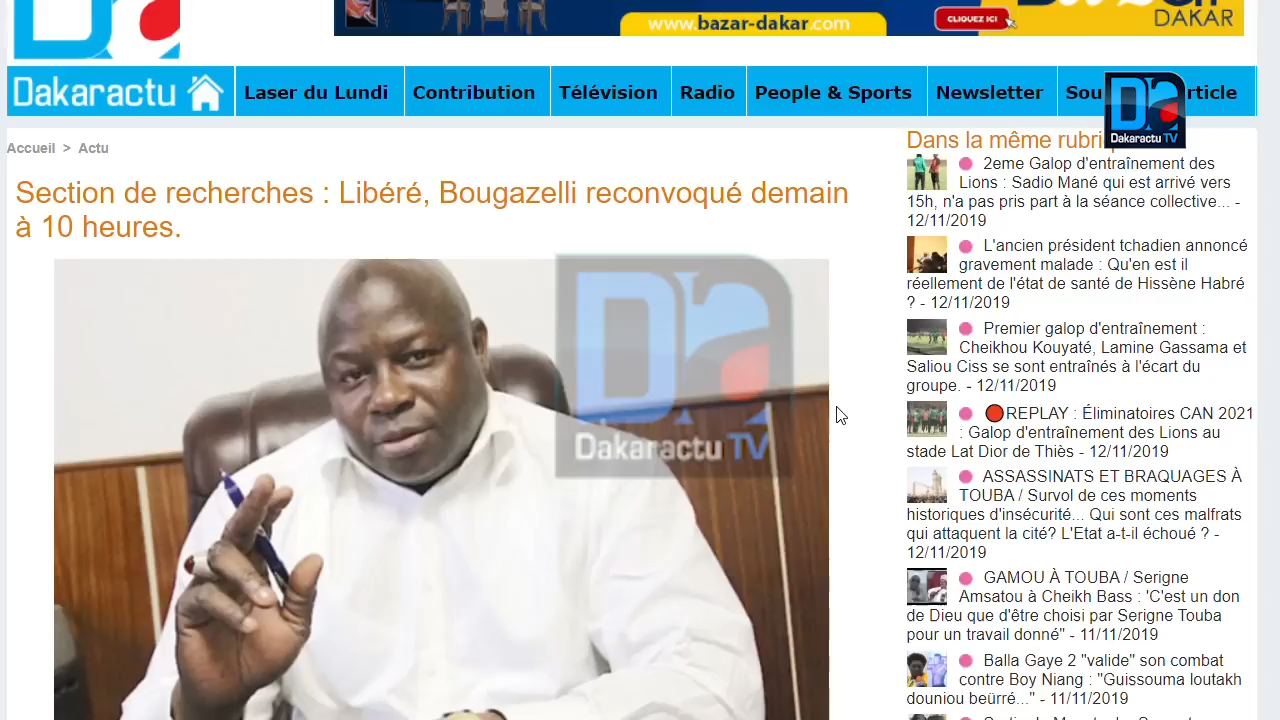 www.bazar-dakar.com
CLIQUEZ ICI
DAKAR
Dakaractu
Laser du Lundi
Contribution
Télévision
Radio
People & Sports
Newsletter
Sou
rticle
Dakaractu TV
Accueil > Actu
Section de recherches : Libéré, Bougazelli reconvoqué demain
à 10 heures.
Dakaractu TV
Dans la même rubri
2eme Galop d'entraînement des
Lions : Sadio Mané qui est arrivé vers
15h, n'a pas pris part à la séance collective... -
12/11/2019
L'ancien président tchadien annoncé
gravement malade : Qu'en est il
réellement de l'état de santé de Hissène Habré
? - 12/11/2019
Premier galop d'entraînement :
Cheikhou Kouyaté, Lamine Gassama et
Saliou Ciss se sont entraînés à l'écart du
groupe. - 12/11/2019
REPLAY : Éliminatoires CAN 2021
: Galop d'entraînement des Lions au
stade Lat Dior de Thiès - 12/11/2019
ASSASSINATS ET BRAQUAGES À
TOUBA / Survol de ces moments
historiques d'insécurité... Qui sont ces malfrats
qui attaquent la cité? L'Etat a-t-il échoué ? -
12/11/2019
GAMOU À TOUBA / Serigne
Amsatou à Cheikh Bass : 'C'est un don
de Dieu que d'être choisi par Serigne Touba
pour un travail donné" - 11/11/2019
Balla Gaye 2 "valide" son combat
contre Boy Niang : "Guissouma loutakh
douniou beürré..." - 11/11/2019